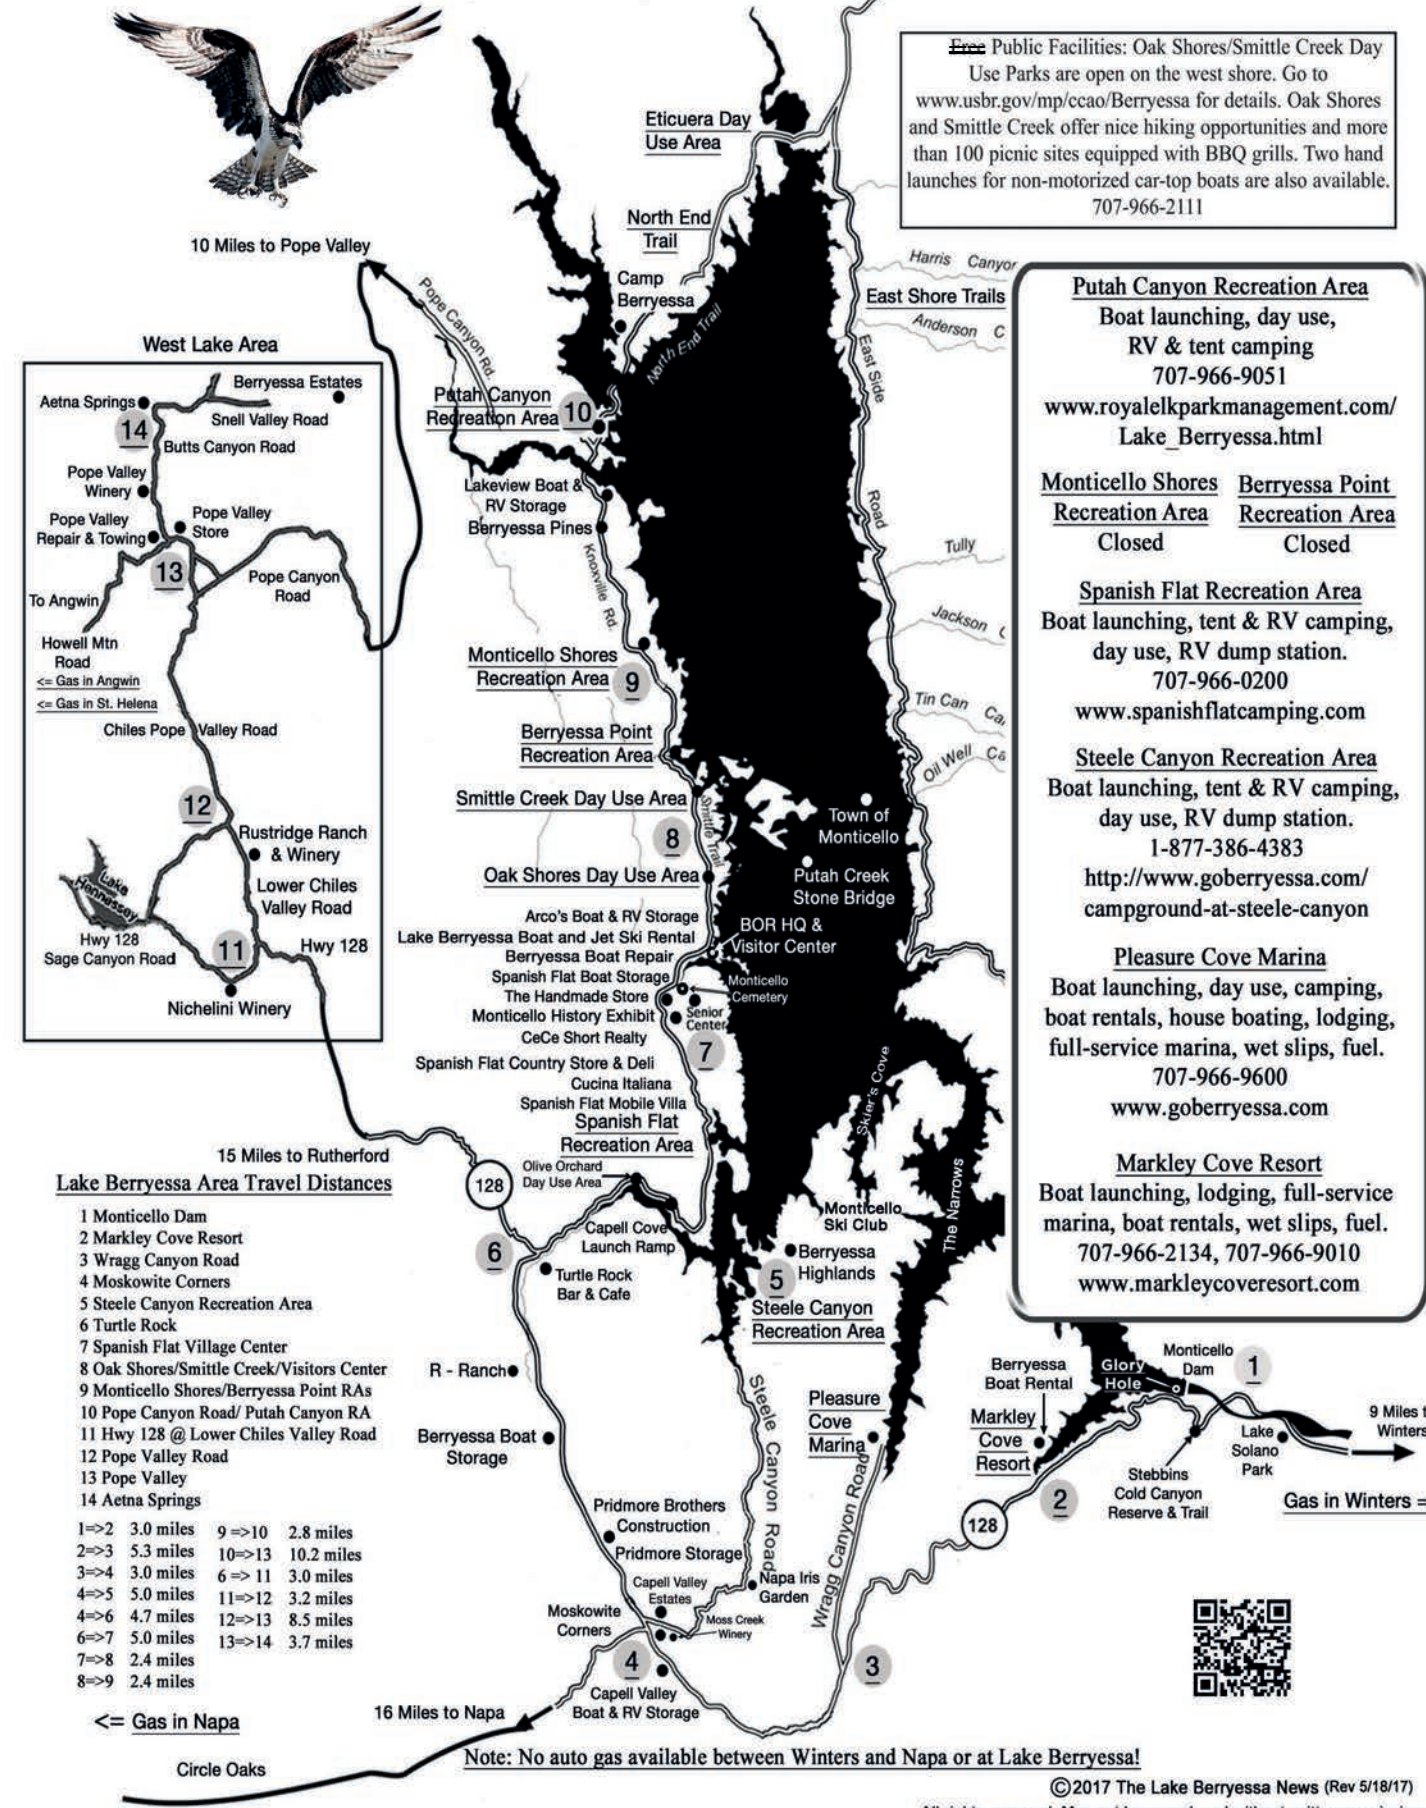 Free Public Facilities: Oak Shores/Smittle Creek Day
Use Parks are open on the west shore. Go to
www.usbr.gov/mp/ccao/Berryessa for details. Oak Shores
and Smittle Creek offer nice hiking opportunities and more
than 100 picnic sites equipped with BBQ grills. Two hand
launches for non-motorized car-top boats are also available.
707-966-2111
Eticuera Day
Use Area
North End
Trail
Camp
Berryessa
North End Trail
10 Miles to Pope Valley
Pope Canyon Rd.
Harris Canyor
East Shore Trails
Anderson C
East Side
Road
Tully
Jackson
Tin Can Ca
Oil Well Ca
Putah Canyon
Recreation Area
10
Lakeview Boat &
RV Storage
Berryessa Pines
Knoxville Rd.
Monticello Shores
Recreation Area
9
Berryessa Point
Recreation Area
Smittle Creek Day Use Area
Smittle Trail
8
Oak Shores Day Use Area
Town of
Monticello
Putah Creek
Stone Bridge
BOR HQ &
Visitor Center
Arco's Boat & RV Storage
Lake Berryessa Boat and Jet Ski Rental
Berryessa Boat Repair
Spanish Flat Boat Storage
The Handmade Store
Monticello History Exhibit
CeCe Short Realty
Monticello
Cemetery
Senior
Center
7
Spanish Flat Country Store & Deli
Cucina Italiana
Spanish Flat Mobile Villa
Spanish Flat
Recreation Area
Olive Orchard
Day Use Area
Capell Cove
Launch Ramp
Skier's Cove
The Narrows
Monticello
Ski Club
Berryessa
Highlands
5
Steele Canyon
Recreation Area
West Lake Area
Berryessa Estates
Aetna Springs
14
Snell Valley Road
Butts Canyon Road
Pope Valley
Winery
Pope Valley
Repair & Towing
Pope Valley
Store
13
Pope Canyon
Road
To Angwin
Howell Mtn
Road
<= Gas in Angwin
<= Gas in St. Helena
Chiles Pope Valley Road
12
Rustridge Ranch
& Winery
Lower Chiles
Valley Road
Lake
Hennessey
Hwy 128
Sage Canyon Road
11
Hwy 128
Nichelini Winery
15 Miles to Rutherford
128
6
Turtle Rock
Bar & Cafe
R - Ranch
Berryessa Boat
Storage
Pridmore Brothers
Construction
Pridmore Storage
Capell Valley
Estates
Moskowite
Corners
Moss Creek
Winery
Napa Iris
Garden
Steele Canyon Road
4
Capell Valley
Boat & RV Storage
16 Miles to Napa
Circle Oaks
Pleasure
Cove
Marina
Wragg Canyon Road
3
128
2
Berryessa
Boat Rental
Markley
Cove
Resort
Glory
Hole
Monticello
Dam
1
Stebbins
Cold Canyon
Reserve & Trail
Lake
Solano
Park
9 Miles t
Winters
Gas in Winters =
Putah Canyon Recreation Area
Boat launching, day use,
RV & tent camping
707-966-9051
www.royalelkparkmanagement.com/
Lake_Berryessa.html
Monticello Shores
Recreation Area
Closed
Berryessa Point
Recreation Area
Closed
Spanish Flat Recreation Area
Boat launching, tent & RV camping,
day use, RV dump station.
707-966-0200
www.spanishflatcamping.com
Steele Canyon Recreation Area
Boat launching, tent & RV camping,
day use, RV dump station.
1-877-386-4383
http://www.goberryessa.com/
campground-at-steele-canyon
Pleasure Cove Marina
Boat launching, day use, camping,
boat rentals, house boating, lodging,
full-service marina, wet slips, fuel.
707-966-9600
www.goberryessa.com
Markley Cove Resort
Boat launching, lodging, full-service
marina, boat rentals, wet slips, fuel.
707-966-2134, 707-966-9010
www.markleycoveresort.com
Lake Berryessa Area Travel Distances
1 Monticello Dam
2 Markley Cove Resort
3 Wragg Canyon Road
4 Moskowite Corners
5 Steele Canyon Recreation Area
6 Turtle Rock
7 Spanish Flat Village Center
8 Oak Shores/Smittle Creek/Visitors Center
9 Monticello Shores/Berryessa Point RAs
10 Pope Canyon Road/ Putah Canyon RA
11 Hwy 128 @ Lower Chiles Valley Road
12 Pope Valley Road
13 Pope Valley
14 Aetna Springs
1=>2 3.0 miles
2=>3 5.3 miles
3=>4 3.0 miles
4=>5 5.0 miles
4=>6 4.7 miles
6=>7 5.0 miles
7=>8 2.4 miles
8=>9 2.4 miles
9 =>10 2.8 miles
10=>13 10.2 miles
6 => 11 3.0 miles
11=>12 3.2 miles
12=>13 8.5 miles
13=>14 3.7 miles
<= Gas in Napa
Note: No auto gas available between Winters and Napa or at Lake Berryessa!
©2017 The Lake Berryessa News (Rev 5/18/17)